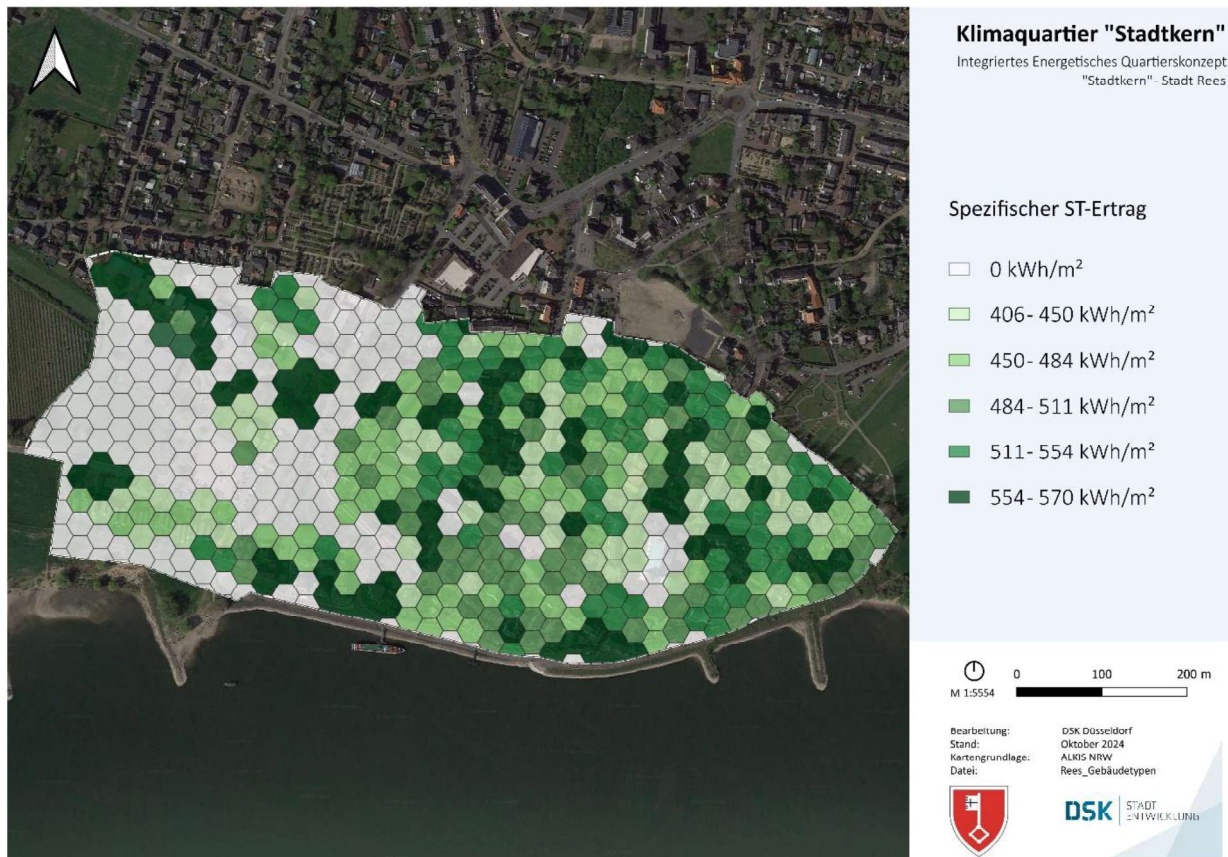 Klimaquartier "Stadtkern"
Integriertes Energetisches Quartierskonzept
"Stadtkern"- Stadt Rees
Spezifischer ST-Ertrag
0 kWh/m²
406- 450 kWh/m²
450- 484 kWh/m²
484- 511 kWh/m²
511- 554 kWh/m²
554- 570 kWh/m²
0 100 200 m
M 1:5554
Bearbeitung: DSK Düsseldorf
Stand: Oktober 2024
Kartengrundlage: ALKIS NRW
Datei: Rees_Gebäudetypen
DSK STADT
ENTWICKLUNG